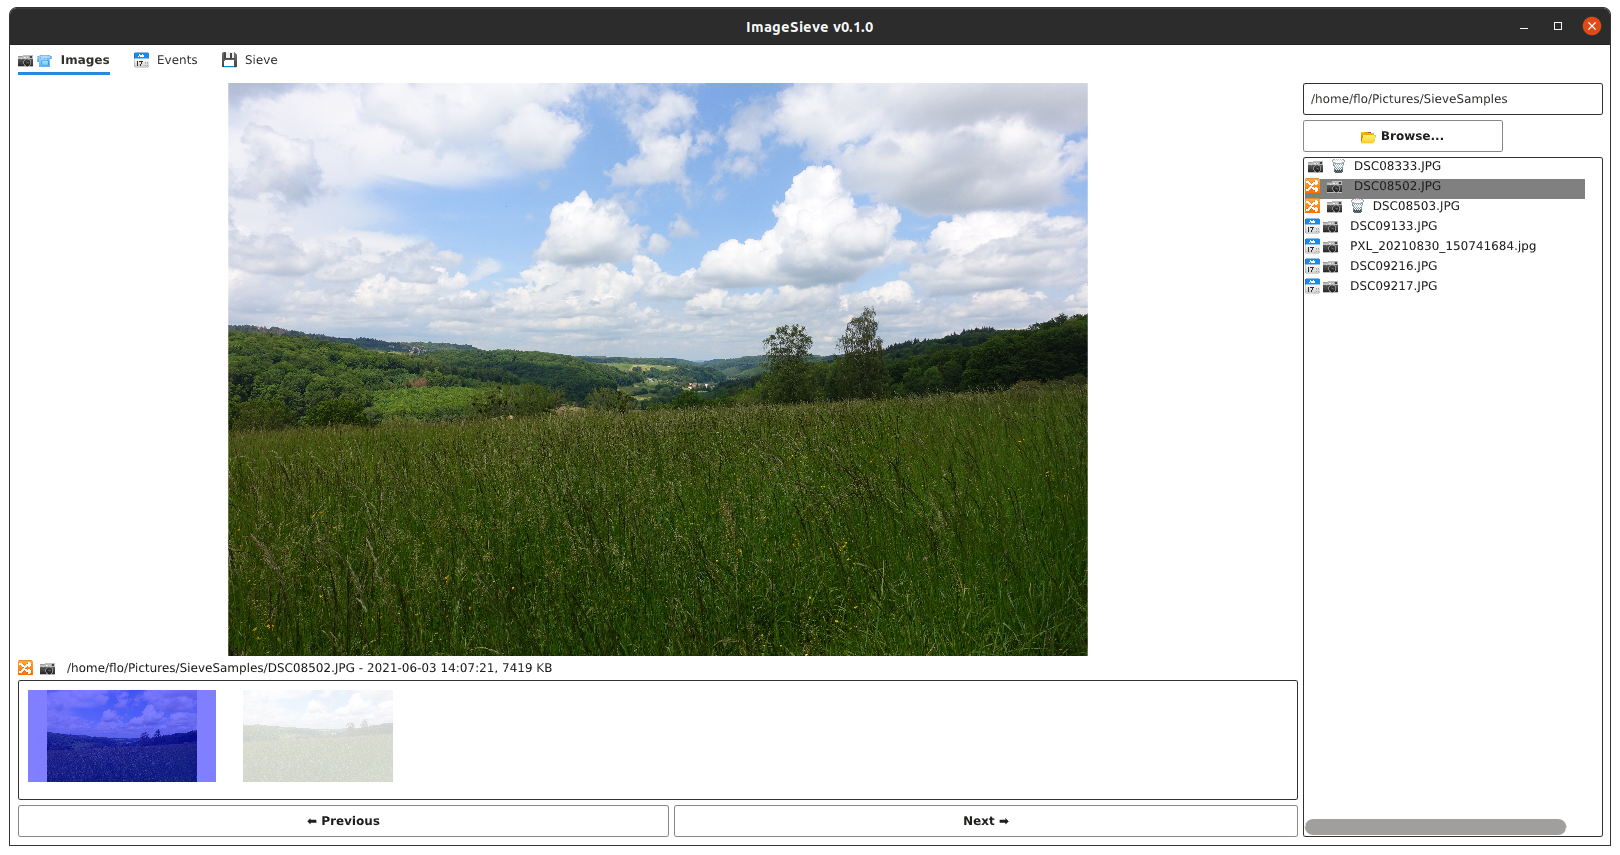 ImageSieve v0.1.0
Images Events Sieve
/home/flo/Pictures/SieveSamples
Browse...
DSC08333.JPG
DSC08502.JPG
DSC08503.JPG
DSC09133.JPG
PXL_20210830_150741684.jpg
DSC09216.JPG
DSC09217.JPG
/home/flo/Pictures/SieveSamples/DSC08502.JPG - 2021-06-03 14:07:21, 7419 KB
⬅ Previous
Next ➡